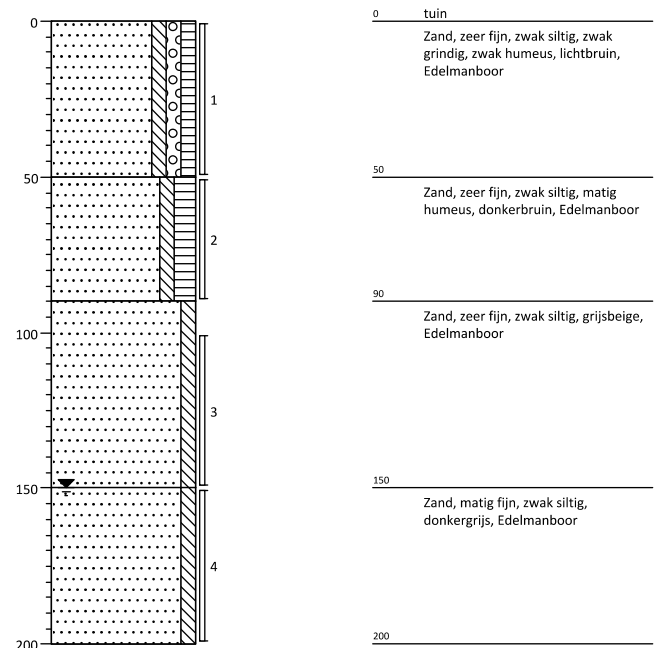 0
50
100
150
200
1
2
3
4
0
tuin
Zand, zeer fijn, zwak siltig, zwak
grindig, zwak humeus, lichtbruin,
Edelmanboor
50
Zand, zeer fijn, zwak siltig, matig
humeus, donkerbruin, Edelmanboor
90
Zand, zeer fijn, zwak siltig, grijsbeige,
Edelmanboor
150
Zand, matig fijn, zwak siltig,
donkergrijs, Edelmanboor
200